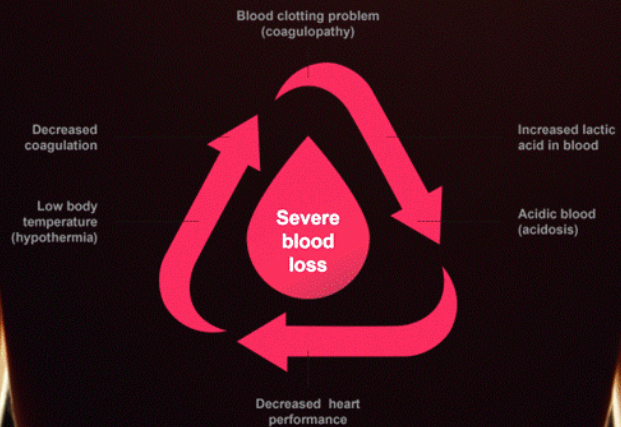 Blood clotting problem
(coagulopathy)
Decreased
coagulation
Increased lactic
acid in blood
Low body
temperature
(hypothermia)
Severe
blood
loss
Acidic blood
(acidosis)
Decreased heart
performance